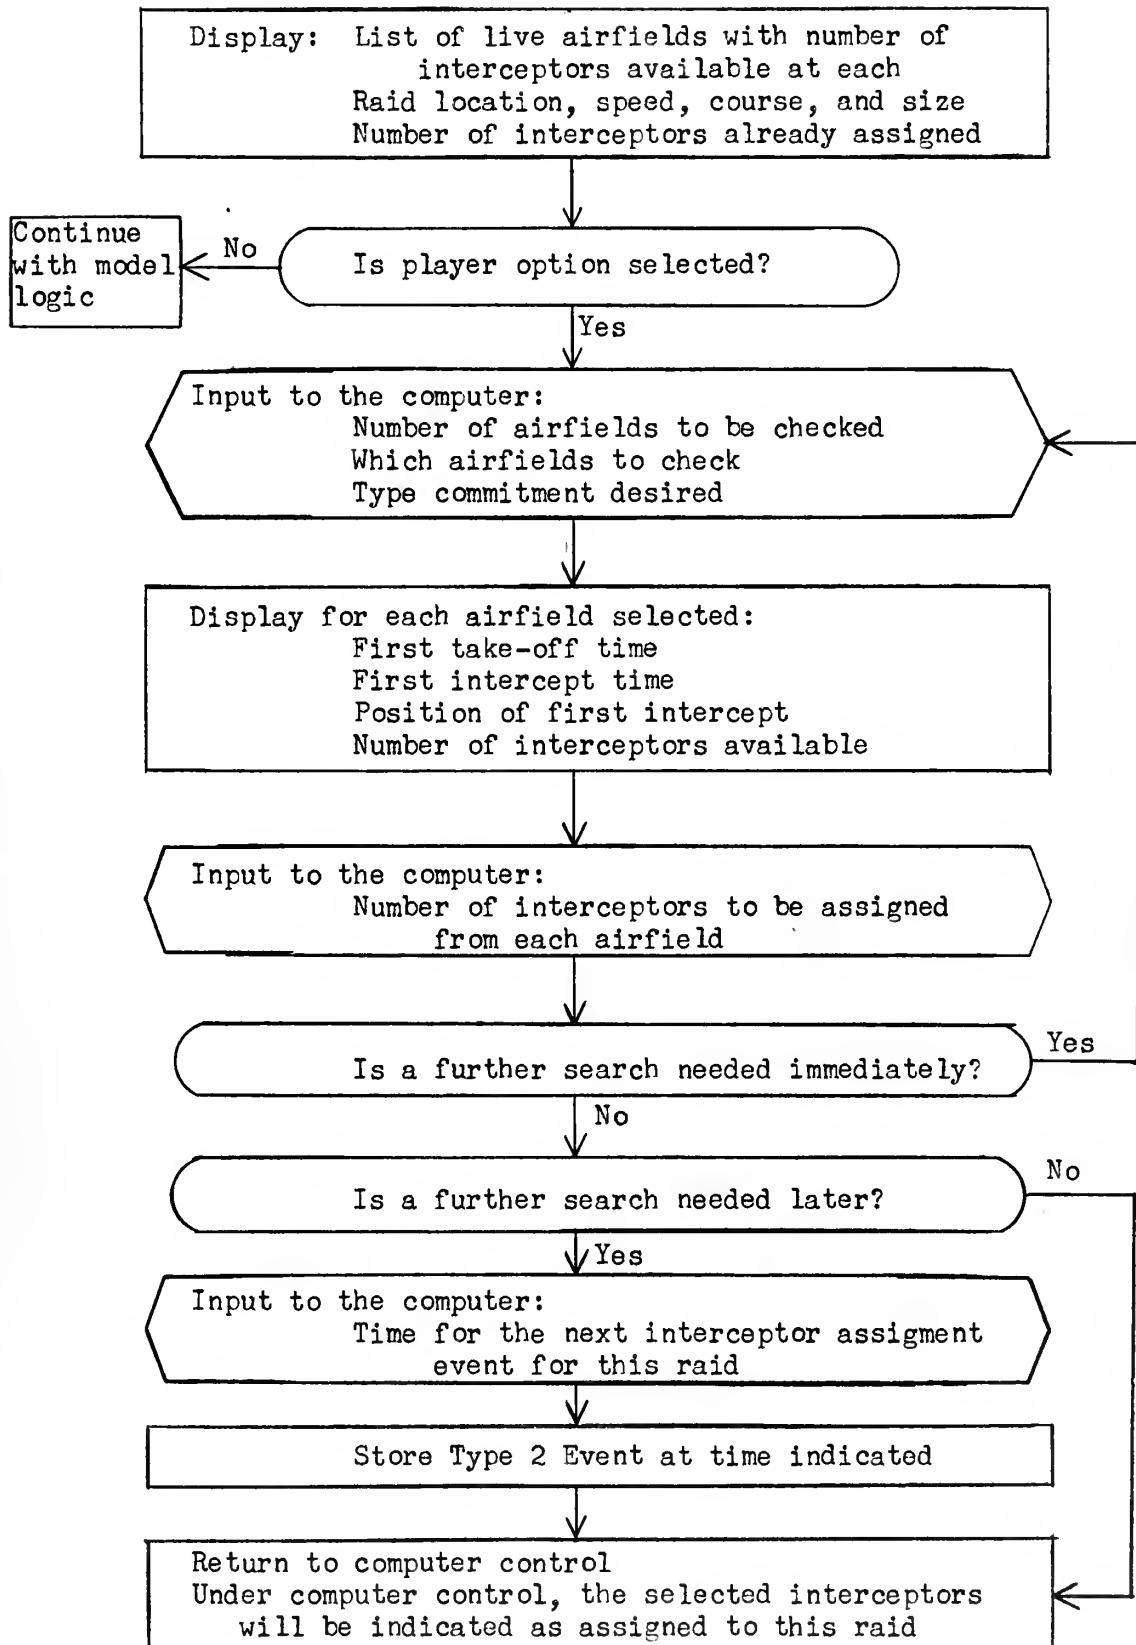 Display: List of live airfields with number of
interceptors available at each
Raid location, speed, course, and size
Number of interceptors already assigned
Continue
with model
logic
No
Is player option selected?
Yes
Input to the computer:
Number of airfields to be checked
Which airfields to check
Type commitment desired
Display for each airfield selected:
First take-off time
First intercept time
Position of first intercept
Number of interceptors available
Input to the computer:
Number of interceptors to be assigned
from each airfield
Is a further search needed immediately?
Yes
No
Is a further search needed later?
No
Yes
Input to the computer:
Time for the next interceptor assigment
event for this raid
Store Type 2 Event at time indicated
Return to computer control
Under computer control, the selected interceptors
will be indicated as assigned to this raid